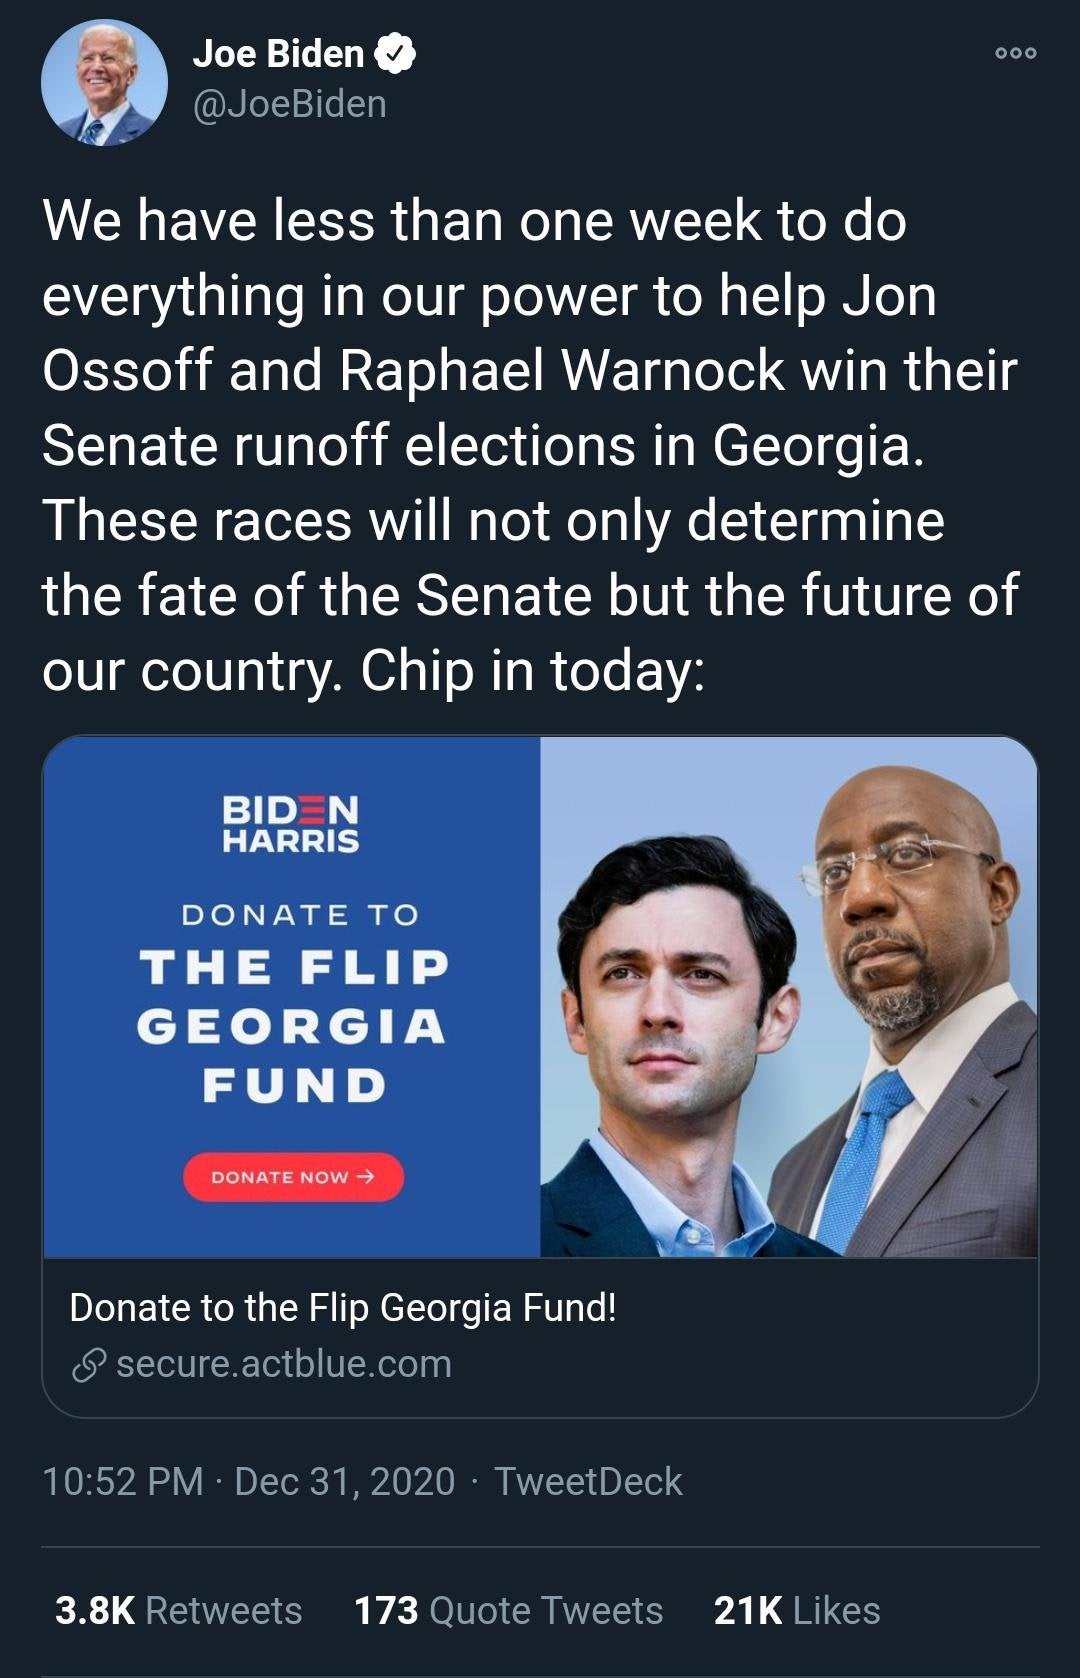 Joe Biden
@JoeBiden
We have less than one week to do
everything in our power to help Jon
Ossoff and Raphael Warnock win their
Senate runoff elections in Georgia.
These races will not only determine
the fate of the Senate but the future of
our country. Chip in today:
BIDEN
HARRIS
DONATE TO
THE FLIP
GEORGIA
FUND
DONATE NOW →
Donate to the Flip Georgia Fund!
secure.actblue.com
10:52 PM · Dec 31, 2020 · TweetDeck
3.8K Retweets 173 Quote Tweets 21K Likes